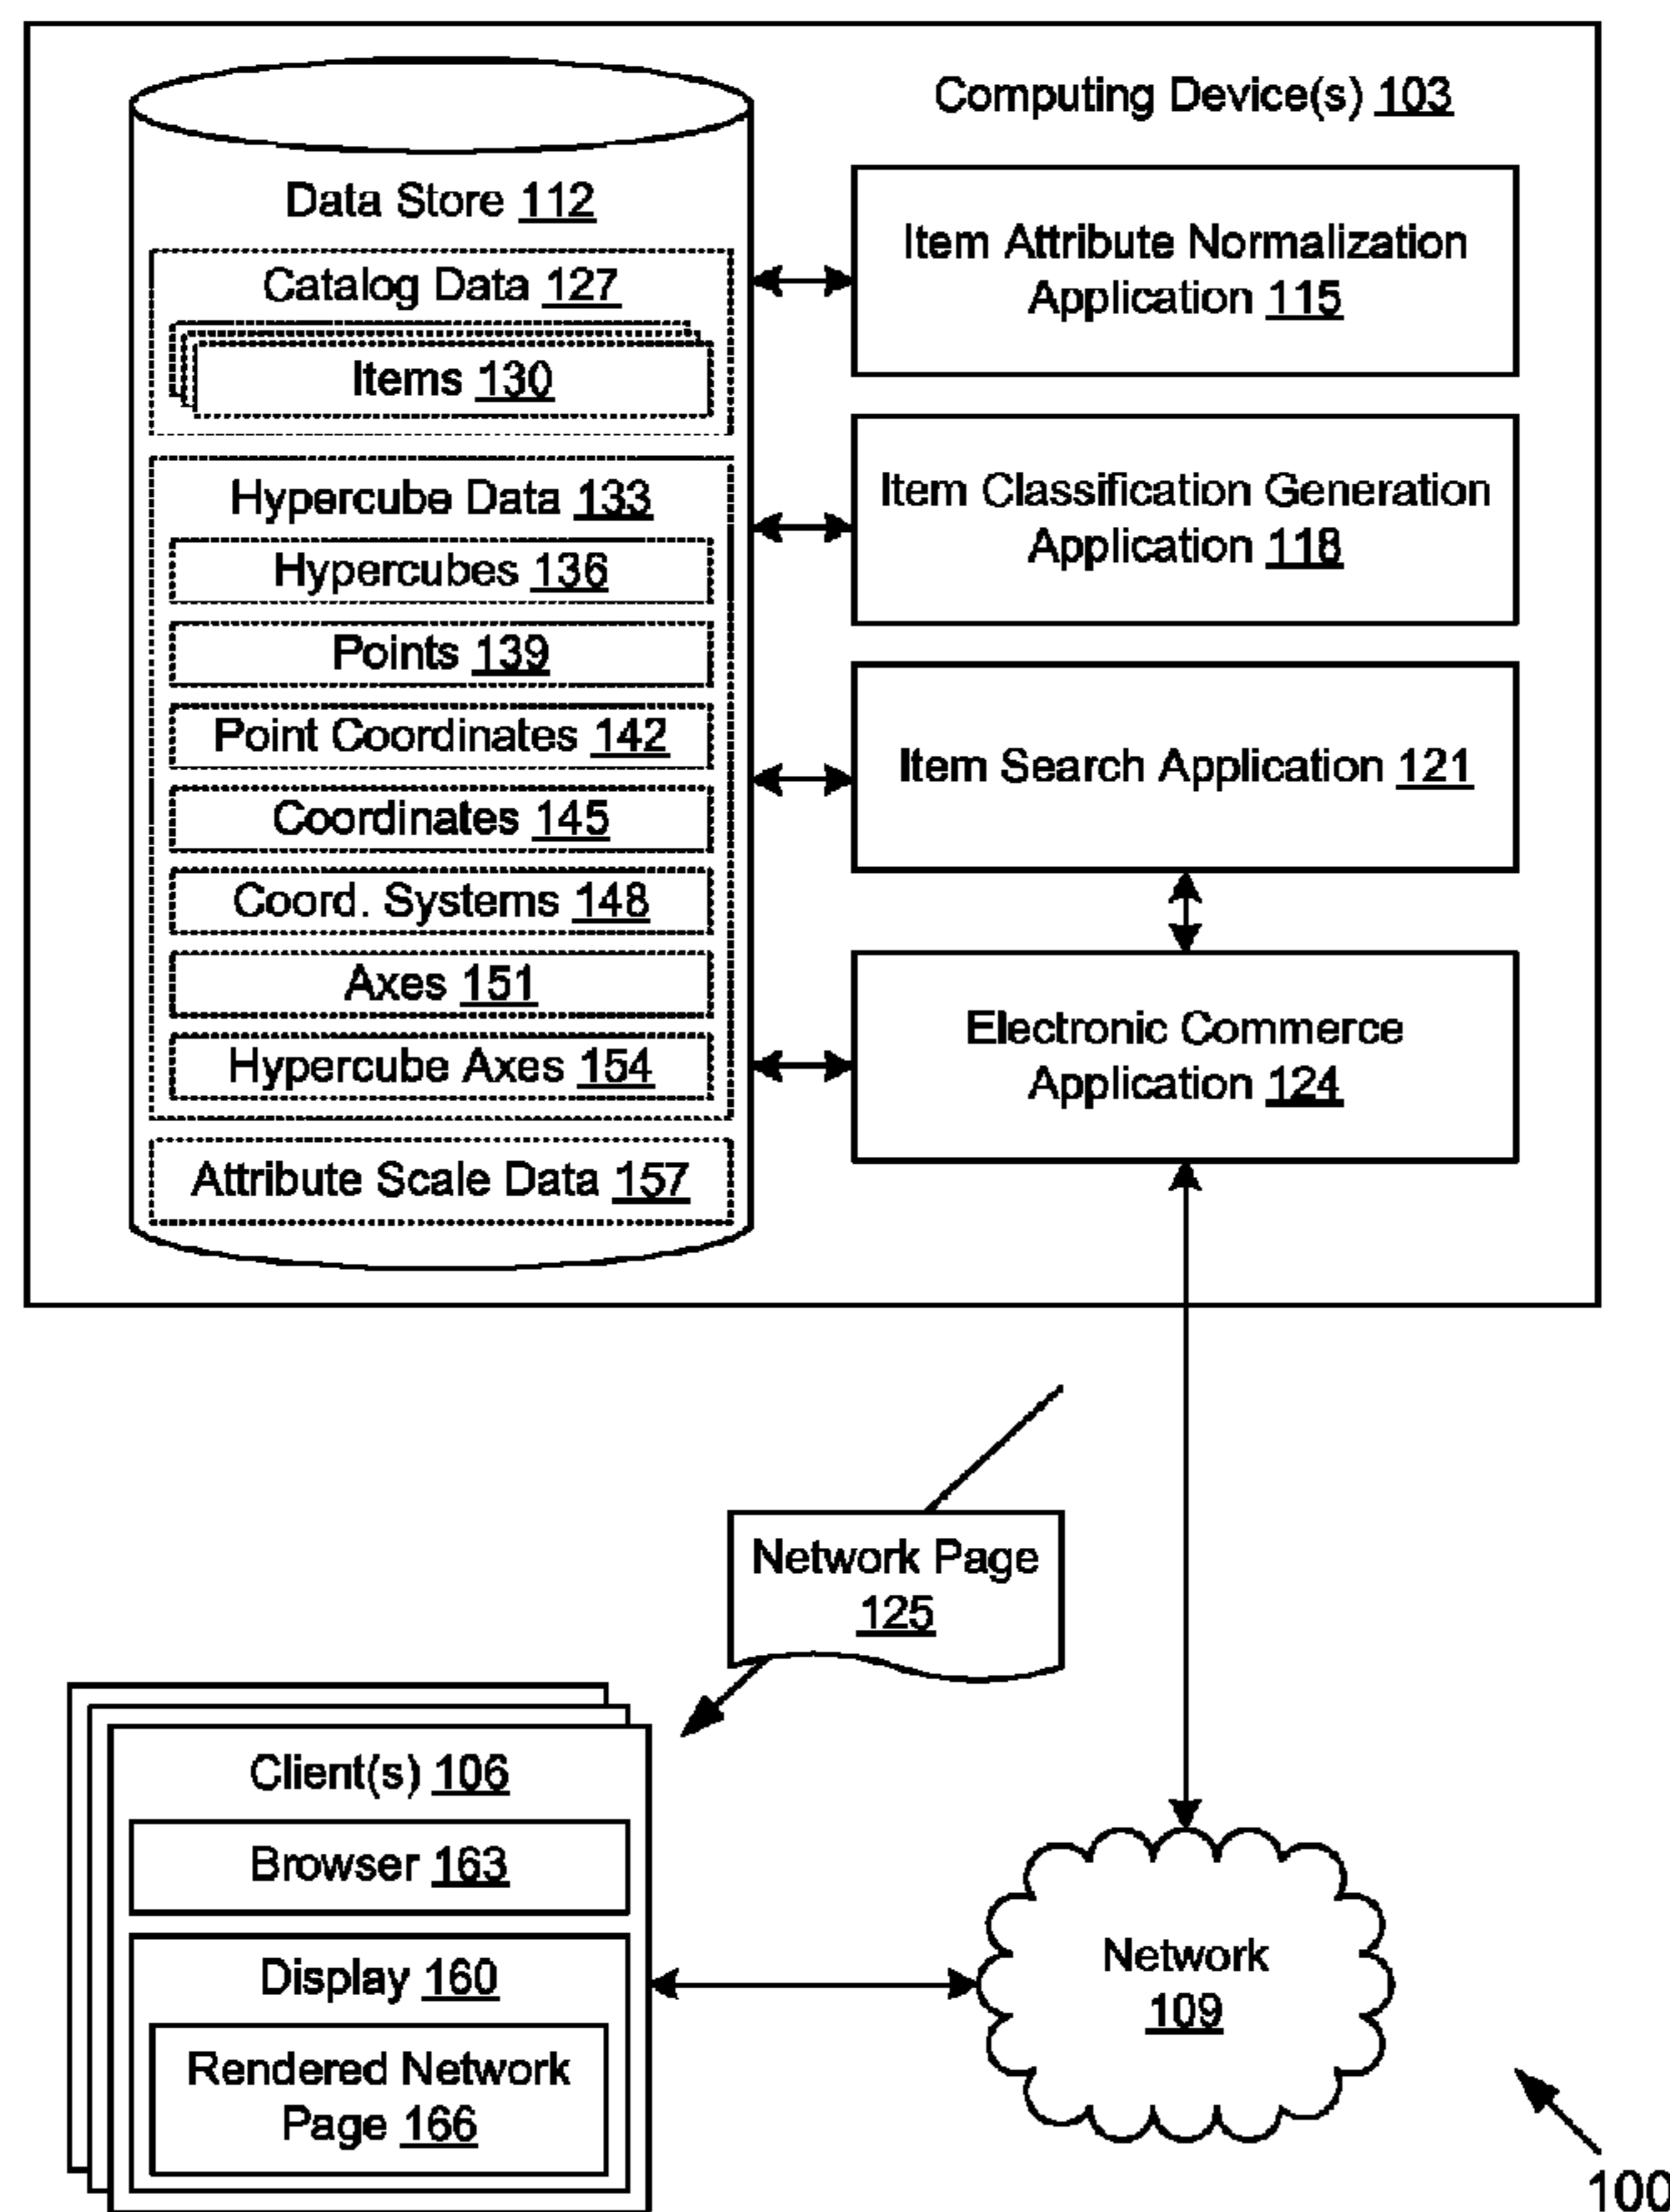 Computing Device(s) 103
Data Store 112
Catalog Data 127
Items 130
Hypercube Data 133
Hypercubes 136
Points 139
Point Coordinates 142
Coordinates 145
Coord. Systems 148
Axes 151
Hypercube Axes 154
Attribute Scale Data 157
Item Attribute Normalization
Application 115
Item Classification Generation
Application 118
Item Search Application 121
Electronic Commerce
Application 124
Network Page
125
Client(s) 106
Browser 163
Display 160
Rendered Network
Page 166
Network
109
100